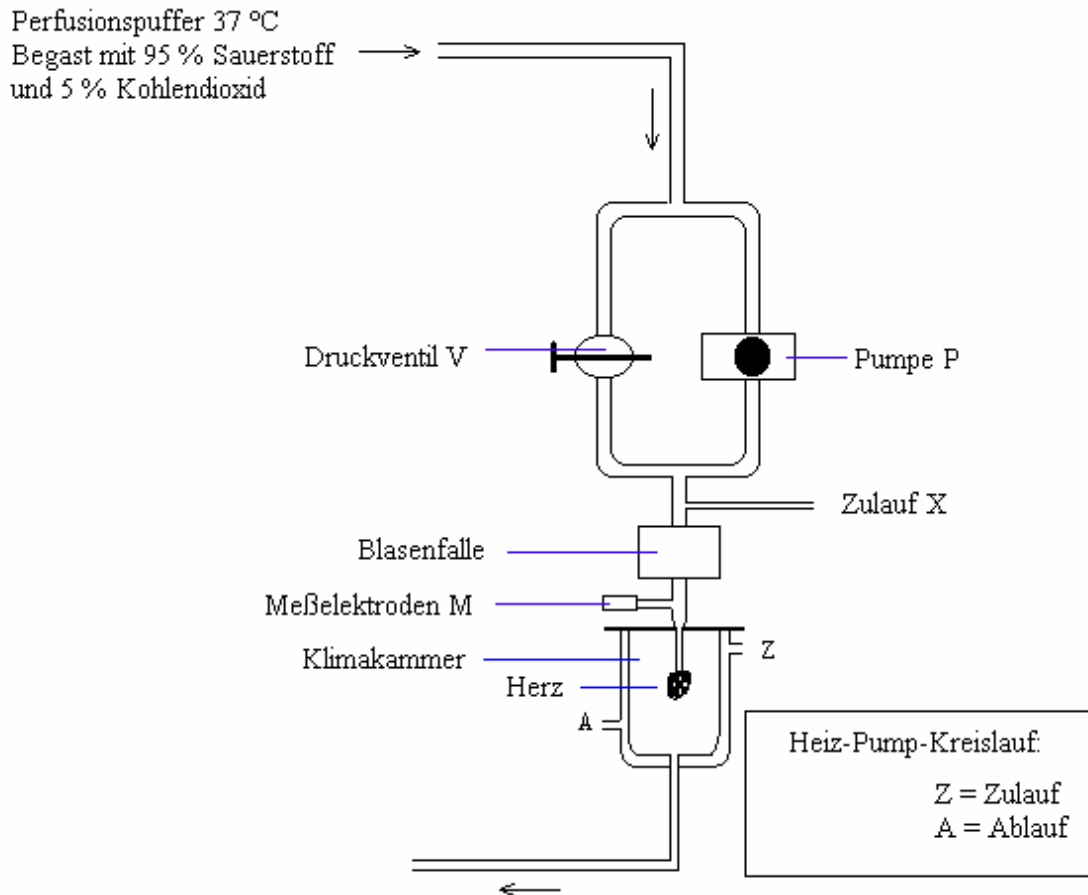 Perfusionspuffer 37 ºC
Begast mit 95 % Sauerstoff
und 5 % Kohlendioxid
Druckventil V
Pumpe P
Zulauf X
Blasenfalle
Meßelektroden M
Klimakammer
Z
Herz
A
Heiz-Pump-Kreislauf:
Z = Zulauf
A = Ablauf